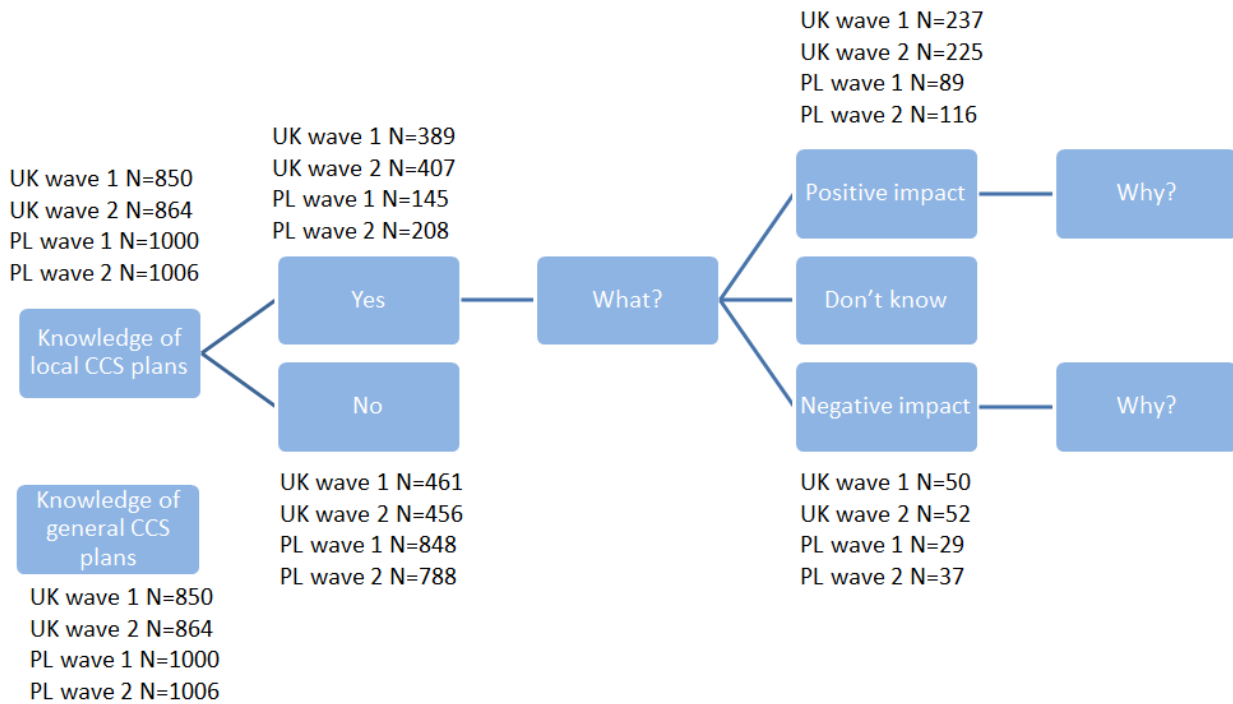 UK wave 1 N=850
UK wave 2 N=864
PL wave 1 N=1000
PL wave 2 N=1006
Knowledge of
local CCS plans
UK wave 1 N=389
UK wave 2 N=407
PL wave 1 N=145
PL wave 2 N=208
Yes
No
UK wave 1 N=461
UK wave 2 N=456
PL wave 1 N=848
PL wave 2 N=788
What?
UK wave 1 N=237
UK wave 2 N=225
PL wave 1 N=89
PL wave 2 N=116
Positive impact
Why?
Don't know
Negative impact
Why?
UK wave 1 N=50
UK wave 2 N=52
PL wave 1 N=29
PL wave 2 N=37
Knowledge of
general CCS
plans
UK wave 1 N=850
UK wave 2 N=864
PL wave 1 N=1000
PL wave 2 N=1006